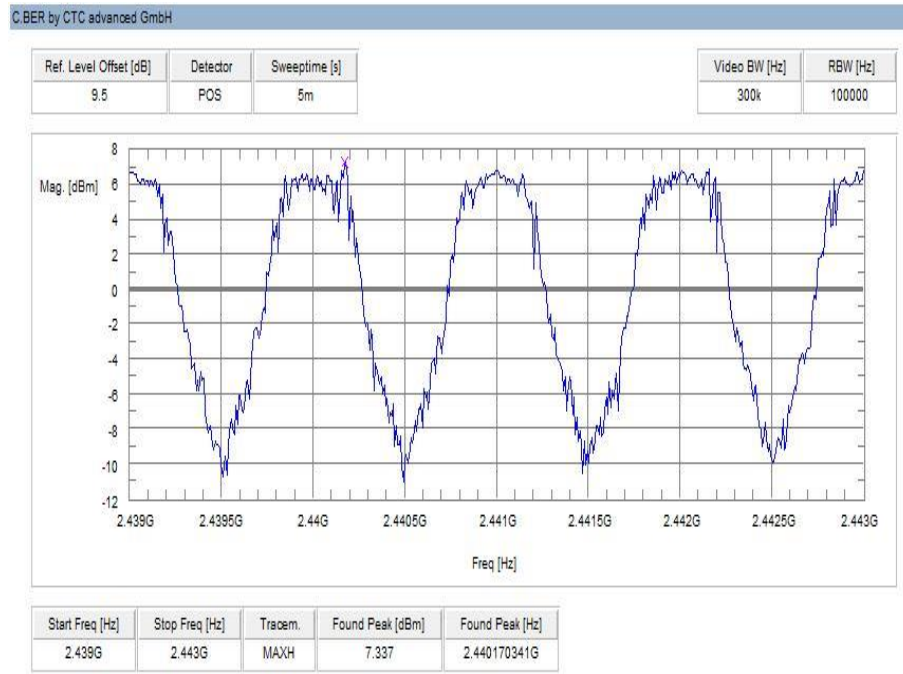 C.BER by CTC advanced GmbH
Ref. Level Offset [dB] Detector Sweeptime [s] Video BW [Hz] RBW [Hz]
9.5 POS 5m 300k 100000
8
Mag. [dBm] 6
4
2
0
-2
-4
-6
-8
-10
-12
2.439G 2.4395G 2.44G 2.4405G 2.441G 2.4415G 2.442G 2.4425G 2.443G
Freq [Hz]
Start Freq [Hz] Stop Freq [Hz] Tracem. Found Peak [dBm] Found Peak [Hz]
2.439G 2.443G MAXH 7.337 2.440170341G